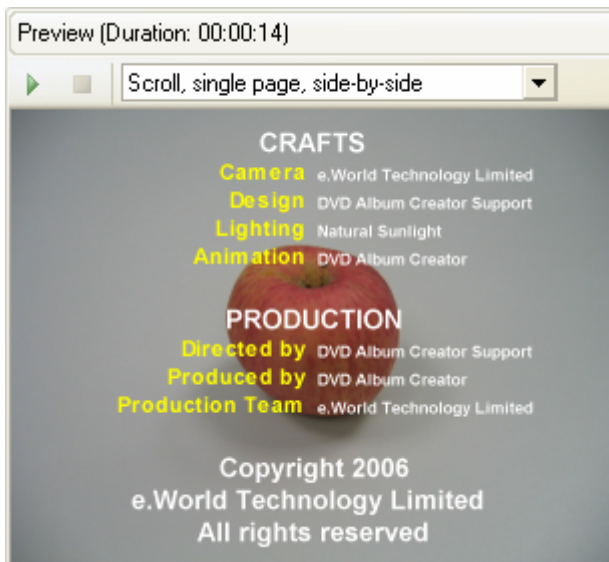 Preview (Duration: 00:00:14)
Scroll, single page, side-by-side
CRAFTS
Camera e.World Technology Limited
Design DVD Album Creator Support
Lighting Natural Sunlight
Animation DVD Album Creator
PRODUCTION
Directed by DVD Album Creator Support
Produced by DVD Album Creator
Production Team e.World Technology Limited
Copyright 2006
e.World Technology Limited
All rights reserved